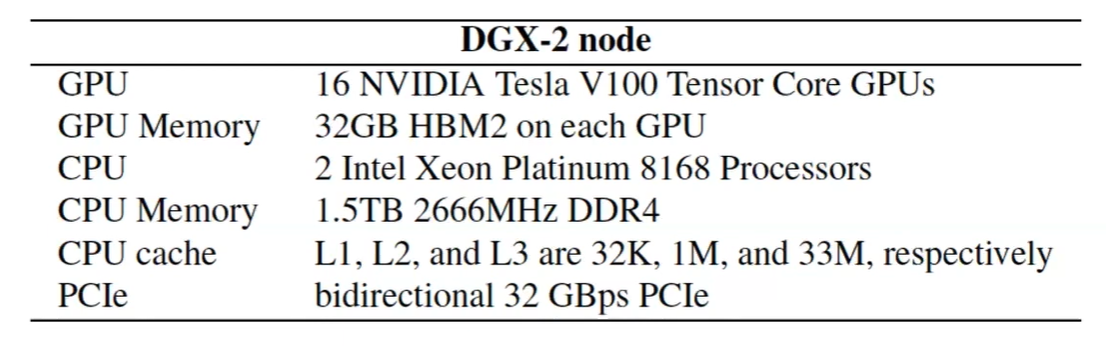 DGX-2 node
GPU 16 NVIDIA Tesla V100 Tensor Core GPUs
GPU Memory 32GB HBM2 on each GPU
CPU 2 Intel Xeon Platinum 8168 Processors
CPU Memory 1.5TB 2666MHz DDR4
CPU cache L1, L2, and L3 are 32K, 1M, and 33M, respectively
PCIe bidirectional 32 GBps PCIe